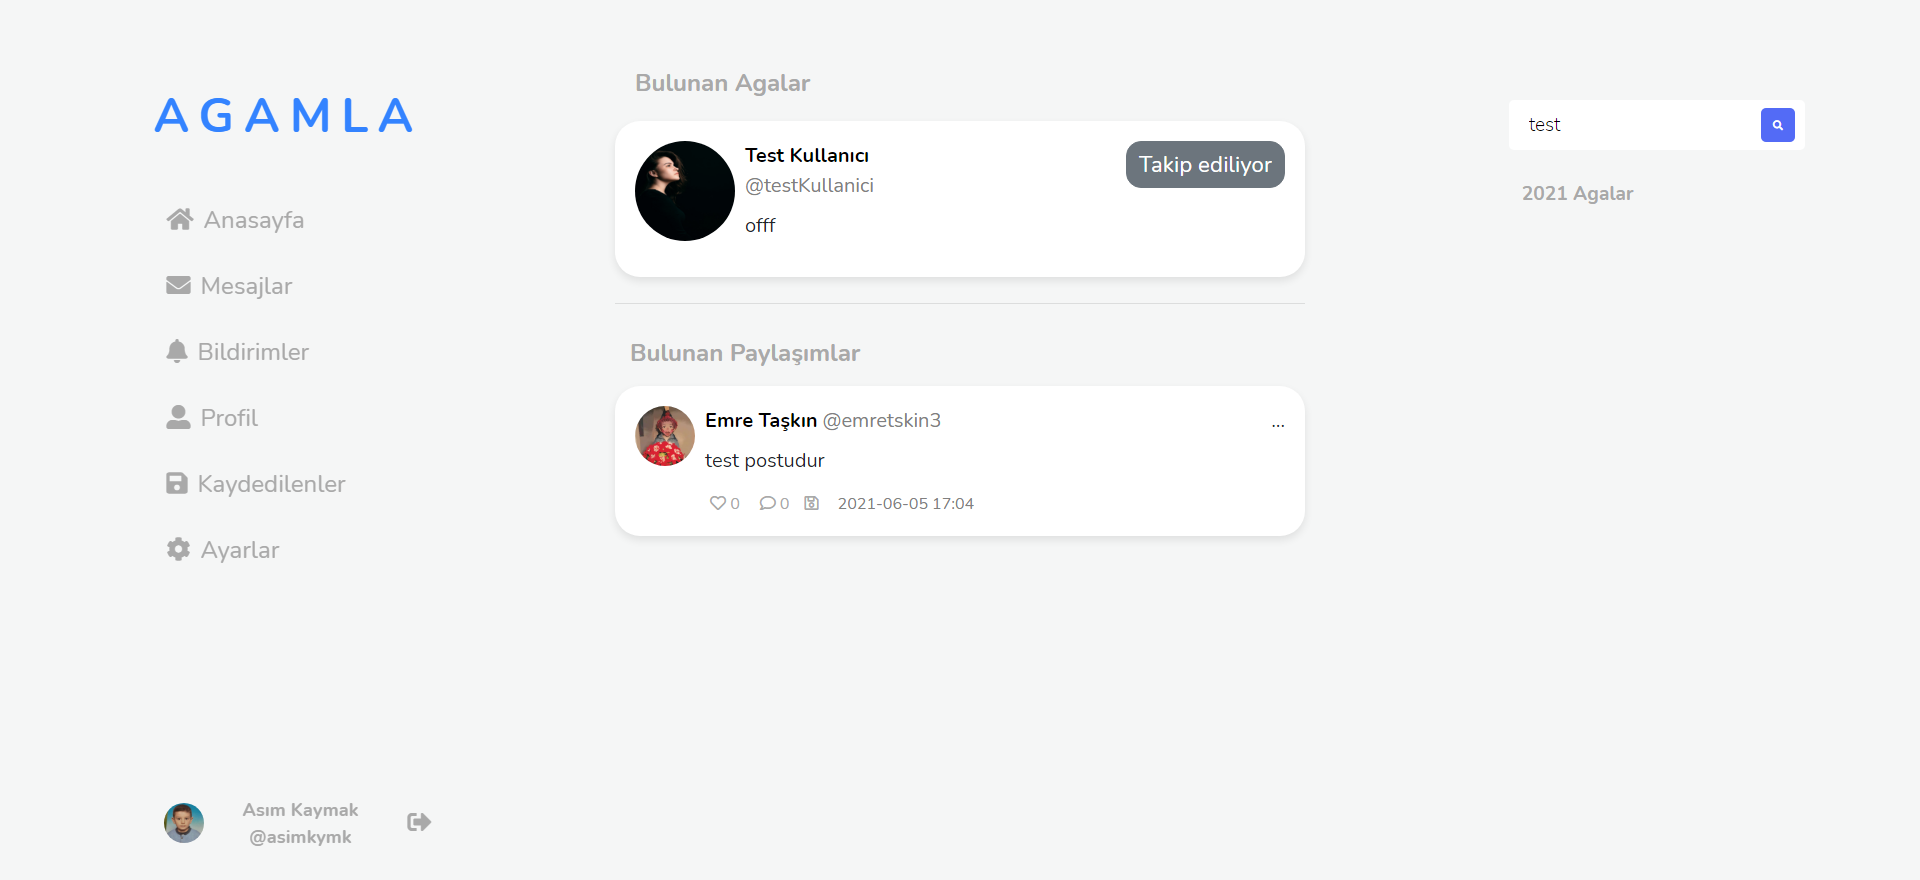 AGAMLA
Anasayfa
Mesajlar
Bildirimler
Profil
Kaydedilenler
Ayarlar
Asım Kaymak
@asimkymk
Bulunan Agalar
Test Kullanıcı
@testKullanici
offf
Takip ediliyor
Bulunan Paylaşımlar
Emre Taşkın @emretskin3
...
test postudur
0 0 2021-06-05 17:04
test
2021 Agalar